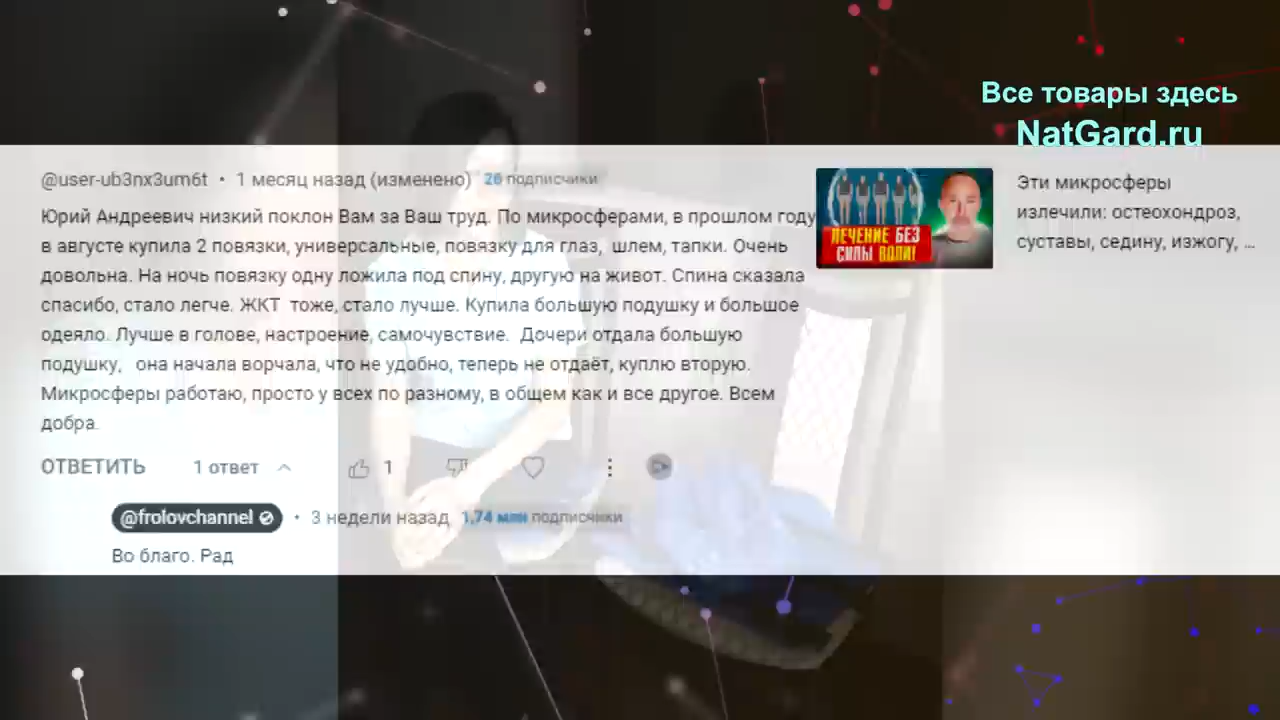 Все товары здесь
NatGard.ru
@user-ub3nx3um6t • 1 месяц назад (изменено) 26 подписчики
Юрий Андреевич низкий поклон Вам за Ваш труд. По микросферами, в прошлом году
в августе купила 2 повязки, универсальные, повязку для глаз, шлем, тапки. Очень
довольна. На ночь повязку одну ложила под спину, другую на живот. Спина сказала
спасибо, стало легче. ЖКТ тоже, стало лучше. Купила большую подушку и большое
одеяло. Лучше в голове, настроение, самочувствие. Дочери отдала большую
подушку, она начала ворчала, что не удобно, теперь не отдаёт, куплю вторую.
Микросферы работаю, просто у всех по разному, в общем как и все другое. Всем
добра.
ОТВЕТИТЬ 1 ответ 1
@frolovchannel • 3 недели назад 1,74 млн подписчики
Во благо. Рад
ЛЕЧЕНИЕ БЕЗ
СИЛЫ ВОЛИ!
Эти микросферы
излечили: остеохондроз,
суставы, седину, изжогу, ...